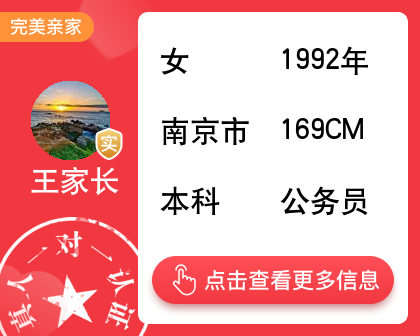 完美亲家
女 1992年
南京市 169CM
本科 公务员
实
王家长
真人一对一认证
点击查看更多信息